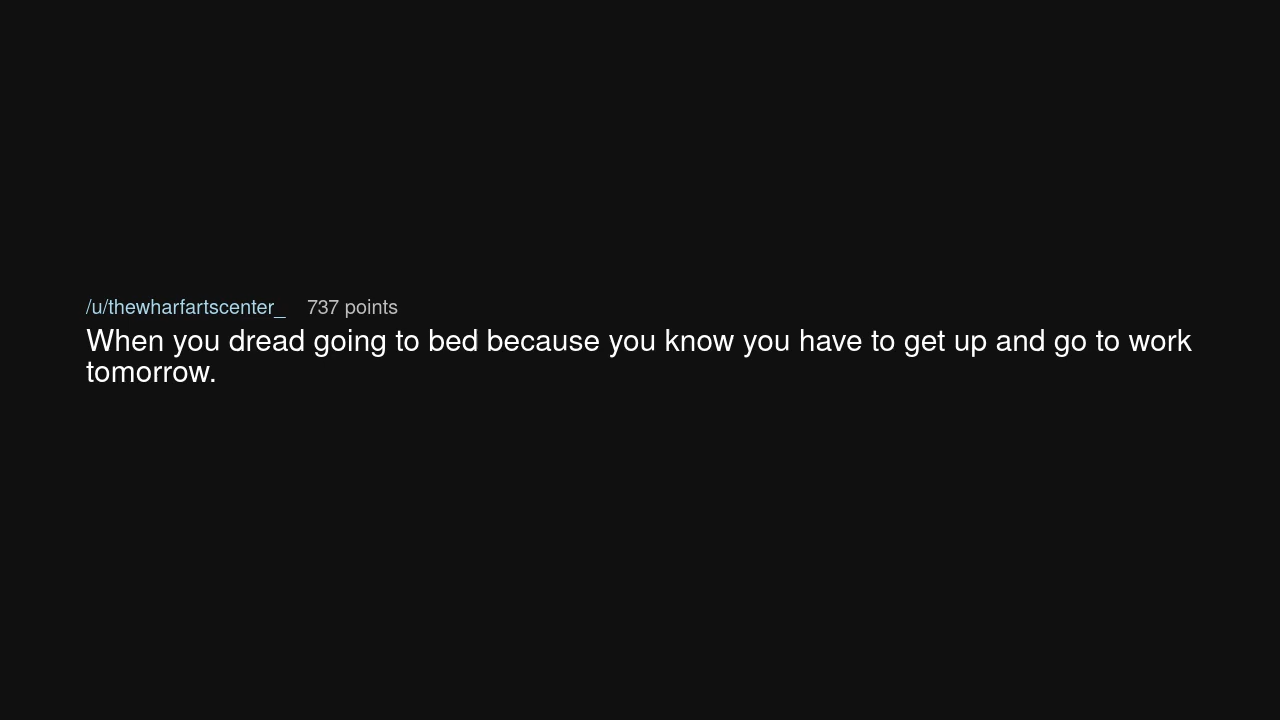 /u/thewharfartscenter_ 737 points
When you dread going to bed because you know you have to get up and go to work
tomorrow.